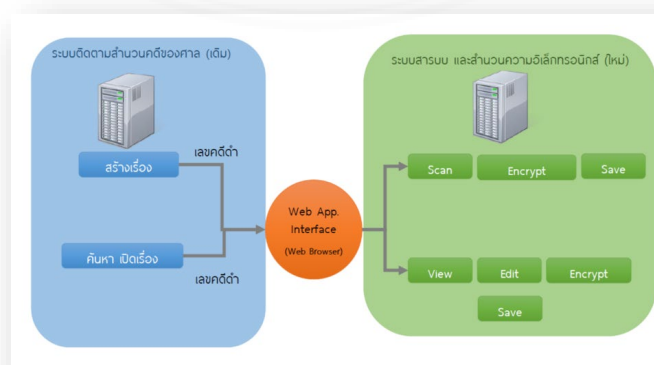 ระบบติดตามสำนวนคดีของศาล (เดิม)
สร้างเรื่อง
เลขคดีดำ
ค้นหา เปิดเรื่อง
เลขคดีดำ
Web App.
Interface
(Web Browser)
ระบบสารบบ และสำนวนความอิเล็กทรอนิกส์ (ใหม่)
Scan
Encrypt
Save
View
Edit
Encrypt
Save